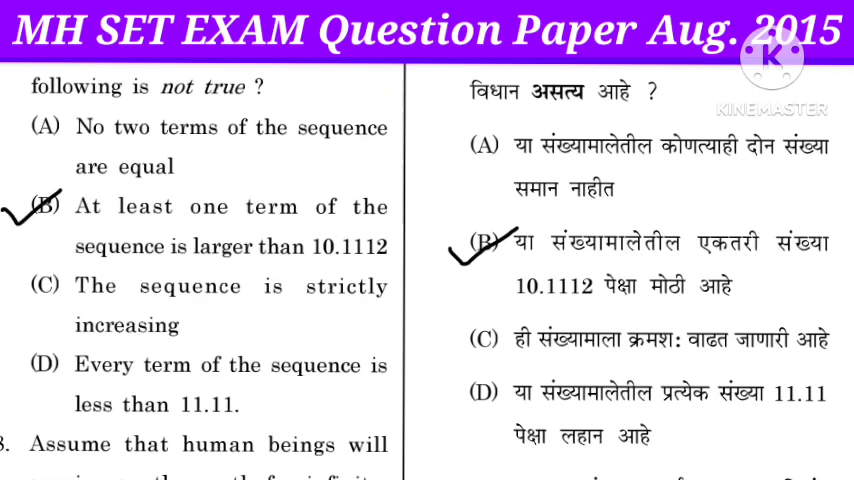 MH SET EXAM Question Paper Aug. 2015
KINEMASTER
following is not true ?
(A) No two terms of the sequence
are equal
(B) At least one term of the
sequence is larger than 10.1112
(C) The sequence is strictly
increasing
(D) Every term of the sequence is
less than 11.11.
8. Assume that human beings will
विधान असत्य आहे ?
(A) या संख्यामालेतील कोणत्याही दोन संख्या
समान नाहीत
(B) या संख्यामालेतील एकतरी संख्या
10.1112 पेक्षा मोठी आहे
(C) ही संख्यामाला क्रमश: वाढत जाणारी आहे
(D) या संख्यामालेतील प्रत्येक संख्या 11.11
पेक्षा लहान आहे